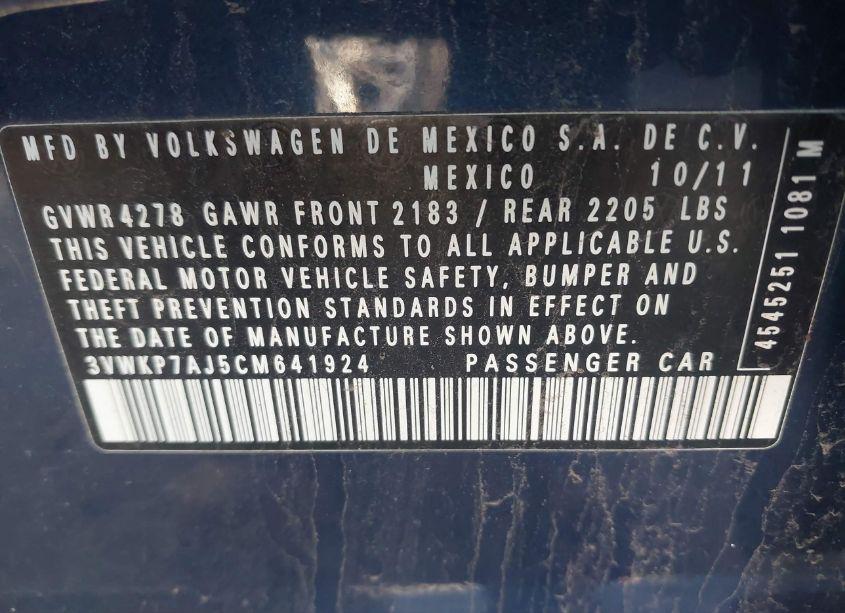 MFD BY VOLKSWAGEN DE MEXICO S.A. DE C.V.
MEXICO 10/11
GVWR 4278 GAWR FRONT 2183 / REAR 2205 LBS
THIS VEHICLE CONFORMS TO ALL APPLICABLE U.S.
FEDERAL MOTOR VEHICLE SAFETY, BUMPER AND
THEFT PREVENTION STANDARDS IN EFFECT ON
THE DATE OF MANUFACTURE SHOWN ABOVE.
3VWKP7AJ5CM641924 PASSENGER CAR
4545251 1081 M